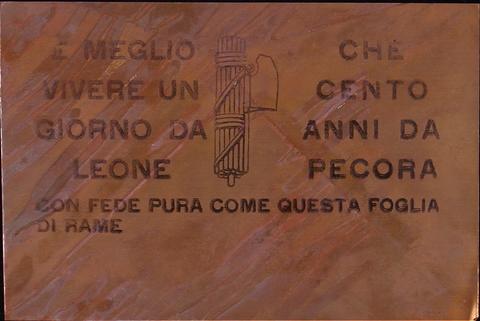 È MEGLIO
VIVERE UN
GIORNO DA
LEONE
CHE
CENTO
ANNI DA
PECORA
CON FEDE PURA COME QUESTA FOGLIA
DI RAME